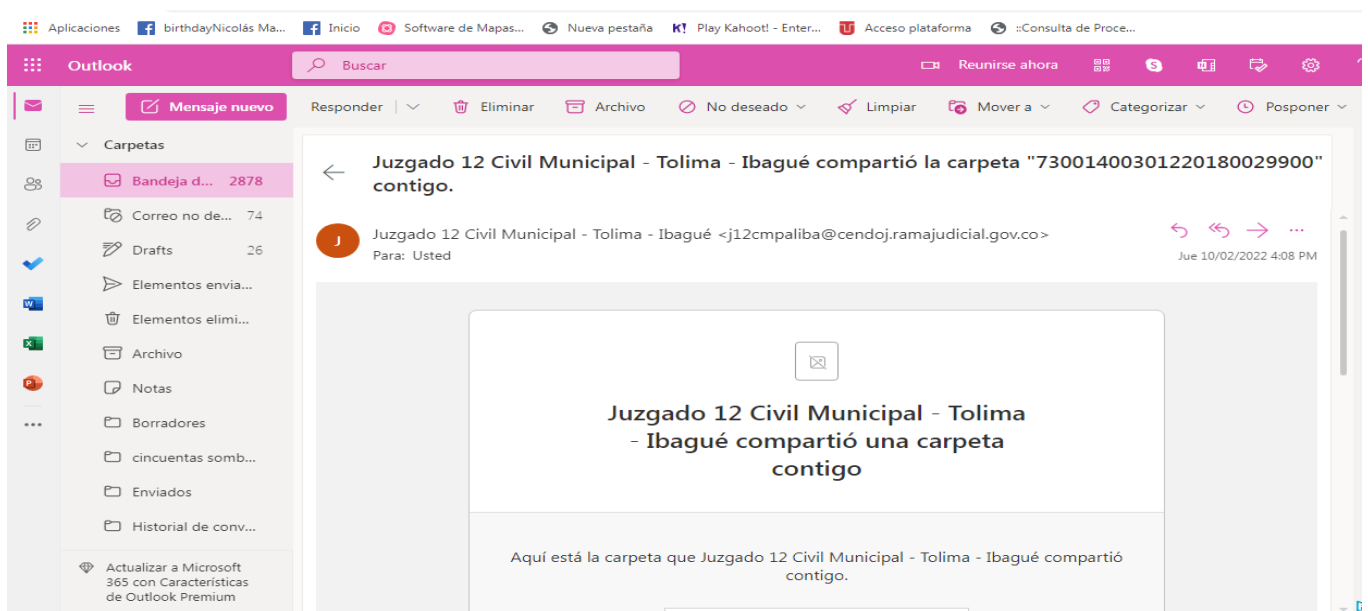 Aplicaciones birthdayNicolás Ma... Inicio Software de Mapas... Nueva pestaña K! Play Kahoot! - Enter... Acceso plataforma ::Consulta de Proce...
Outlook Buscar Reunirse ahora
Mensaje nuevo Responder Eliminar Archivo No deseado Limpiar Mover a Categorizar Posponer
Carpetas
Bandeja d... 2878
Correo no de... 74
Drafts 26
Elementos envia...
Elementos elimi...
Archivo
Notas
Borradores
cincuentas somb...
Enviados
Historial de conv...
Actualizar a Microsoft
365 con Características
de Outlook Premium
Juzgado 12 Civil Municipal - Tolima - Ibagué compartió la carpeta "73001400301220180029900"
contigo.
J
Juzgado 12 Civil Municipal - Tolima - Ibagué <j12cmpaliba@cendoj.ramajudicial.gov.co>
Para: Usted
Jue 10/02/2022 4:08 PM
Juzgado 12 Civil Municipal - Tolima
- Ibagué compartió una carpeta
contigo
Aquí está la carpeta que Juzgado 12 Civil Municipal - Tolima - Ibagué compartió
contigo.